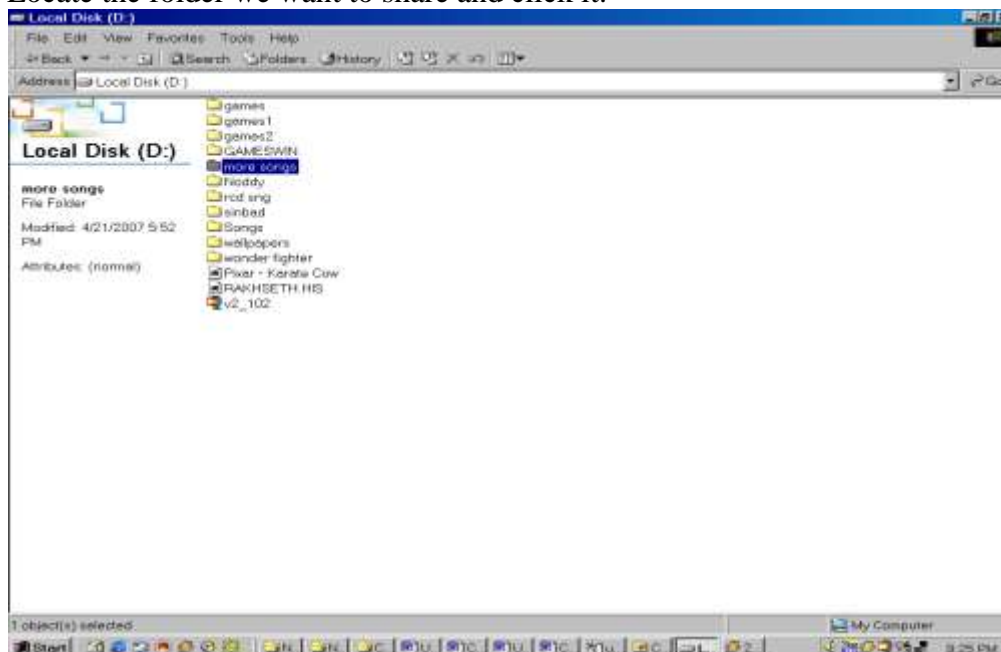 Locate the folder we want to share and click it.
Local Disk (D:)
File Edit View Favorites Tools Help
Back Search Folders History
Address Local Disk (D:)
games
games1
games2
GAMESWIN
more songs
Noddy
rcd sng
sinbad
Songs
wallpapers
wonder fighter
Pixar - Karate Cow
RAKHSETH.HIS
v2_102
Local Disk (D:)
more songs
File Folder
Modified: 4/21/2007 5:52
PM
Attributes: (normal)
1 object(s) selected
My Computer
Start
9:25 PM